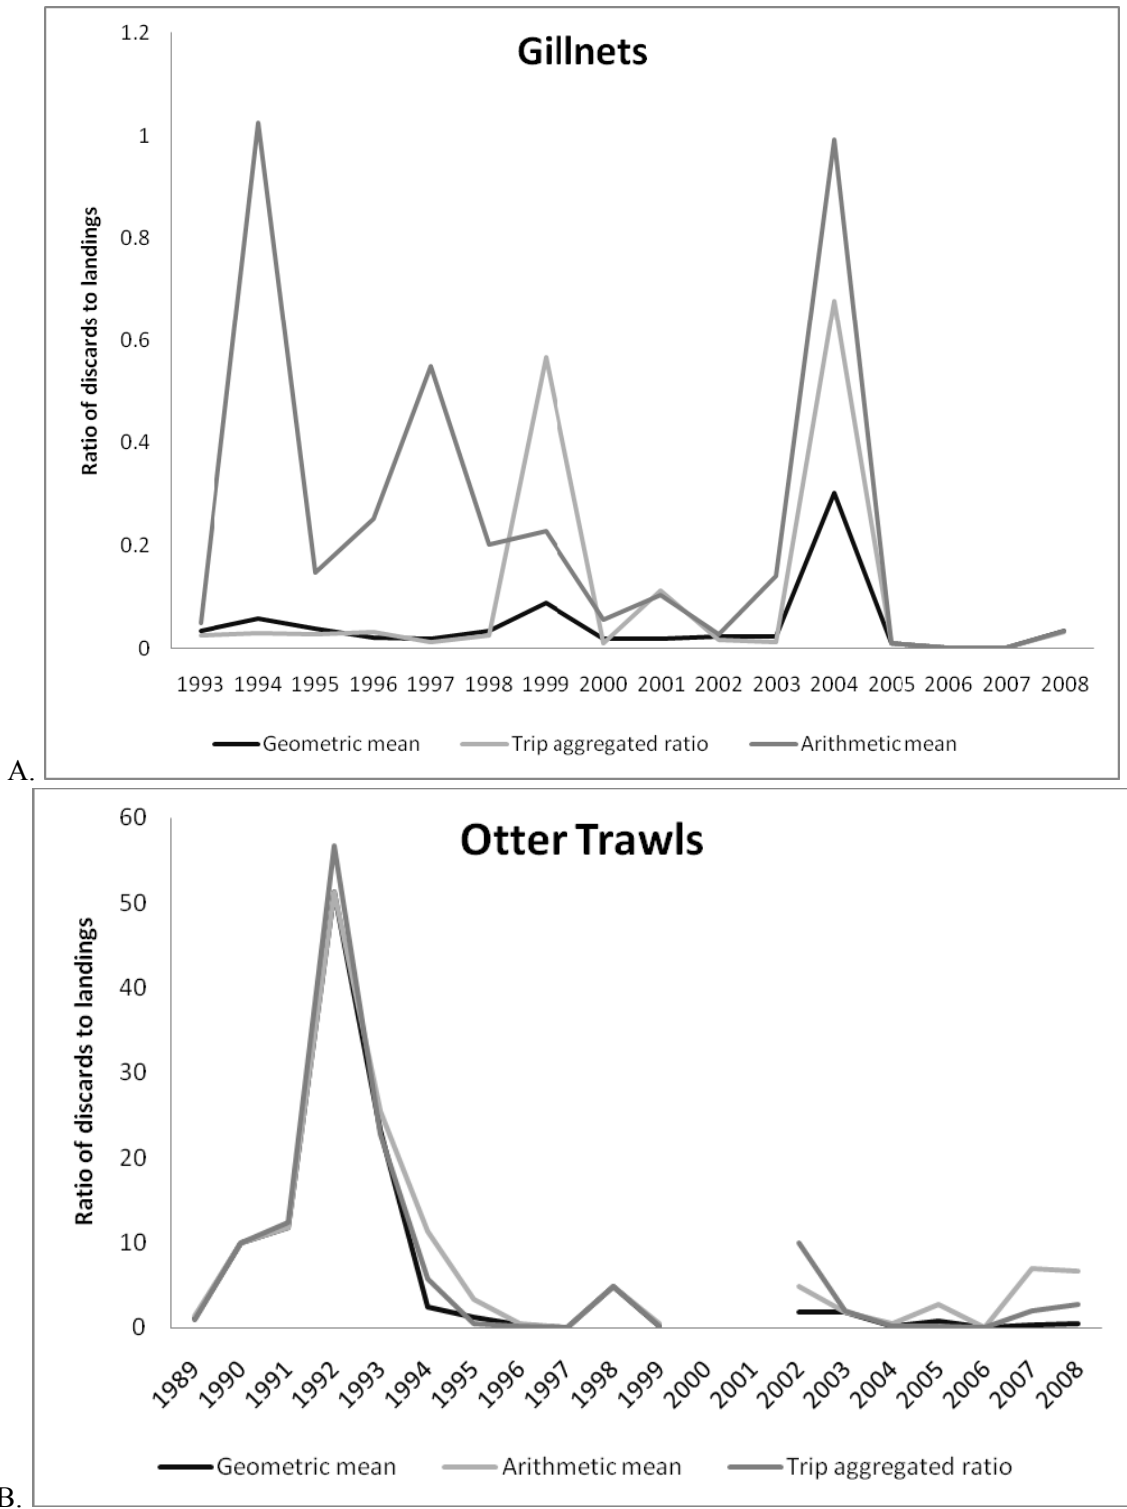 Gillnets
Ratio of discards to landings
1.2
1
0.8
0.6
0.4
0.2
0
1993 1994 1995 1996 1997 1998 1999 2000 2001 2002 2003 2004 2005 2006 2007 2008
Geometric mean Trip aggregated ratio Arithmetic mean
A.
Otter Trawls
Ratio of discards to landings
60
50
40
30
20
10
0
1989 1990 1991 1992 1993 1994 1995 1996 1997 1998 1999 2000 2001 2002 2003 2004 2005 2006 2007 2008
Geometric mean Arithmetic mean Trip aggregated ratio
B.